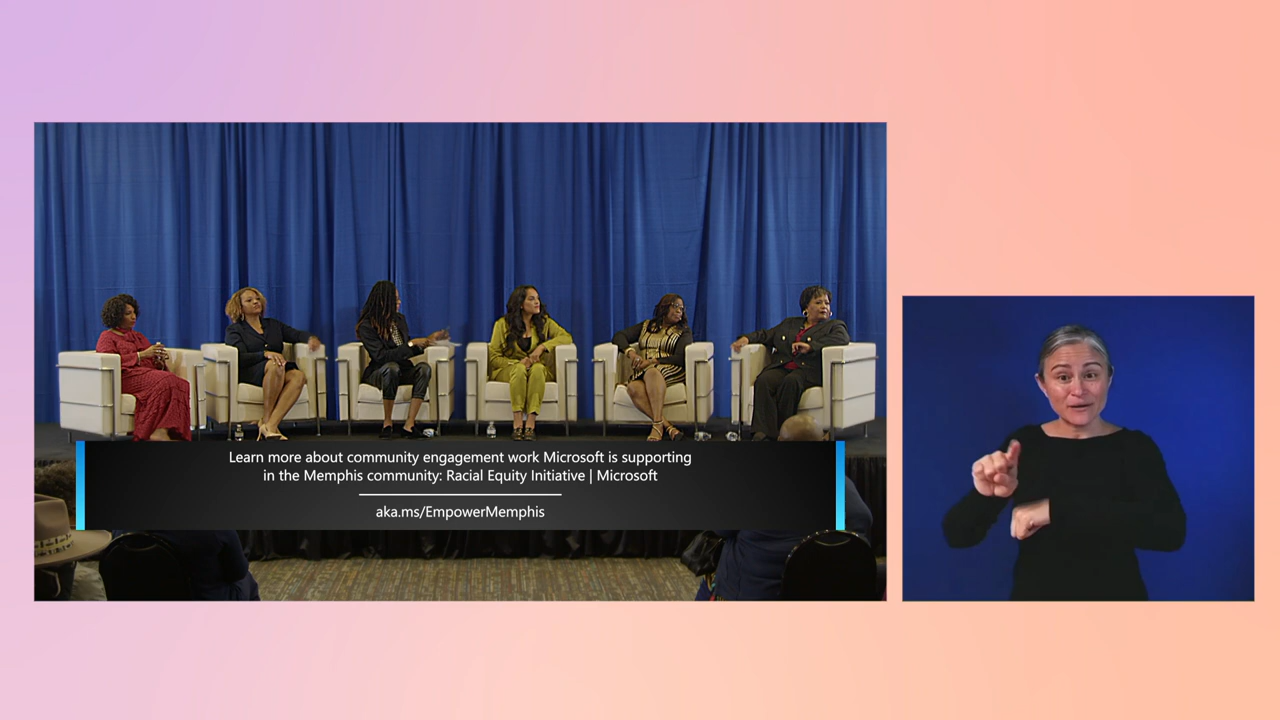 Learn more about community engagement work Microsoft is supporting
in the Memphis community: Racial Equity Initiative | Microsoft
aka.ms/EmpowerMemphis